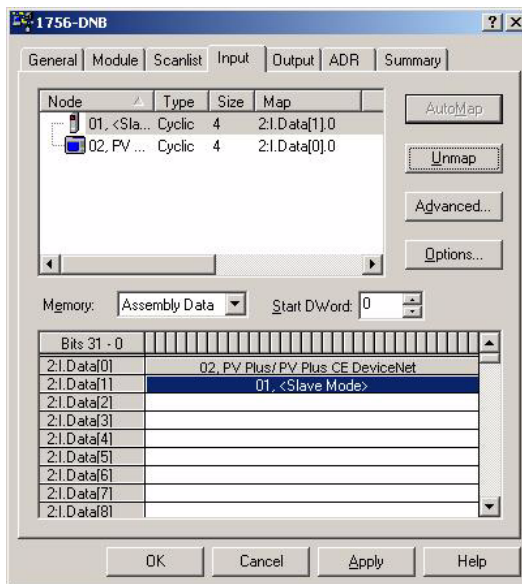 1756-DNB
General Module Scanlist Input Output ADR Summary
Node Type Size Map
01, <Sla... Cyclic 4 2:I.Data[1].0
02, PV ... Cyclic 4 2:I.Data[0].0
AutoMap
Unmap
Advanced...
Options...
Memory: Assembly Data Start DWord: 0
Bits 31 - 0
2:I.Data[0] 02, PV Plus/ PV Plus CE DeviceNet
2:I.Data[1] 01, <Slave Mode>
2:I.Data[2]
2:I.Data[3]
2:I.Data[4]
2:I.Data[5]
2:I.Data[6]
2:I.Data[7]
2:I.Data[8]
OK Cancel Apply Help